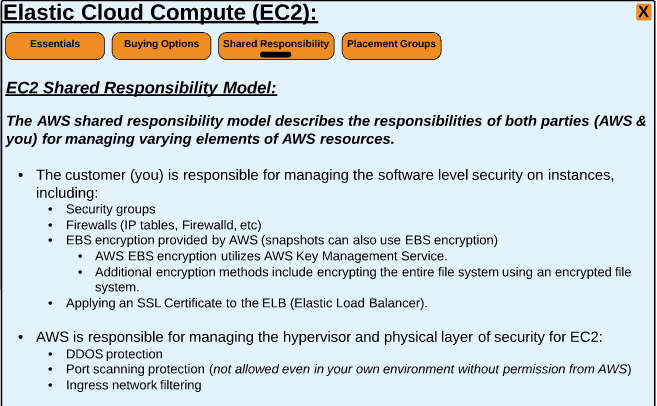 Elastic Cloud Compute (EC2):
X
Essentials
Buying Options
Shared Responsibility
Placement Groups
EC2 Shared Responsibility Model:
The AWS shared responsibility model describes the responsibilities of both parties (AWS &
you) for managing varying elements of AWS resources.
• The customer (you) is responsible for managing the software level security on instances,
including:
• Security groups
• Firewalls (IP tables, Firewalld, etc)
• EBS encryption provided by AWS (snapshots can also use EBS encryption)
• AWS EBS encryption utilizes AWS Key Management Service.
• Additional encryption methods include encrypting the entire file system using an encrypted file
system.
• Applying an SSL Certificate to the ELB (Elastic Load Balancer).
• AWS is responsible for managing the hypervisor and physical layer of security for EC2:
• DDOS protection
• Port scanning protection (not allowed even in your own environment without permission from AWS)
• Ingress network filtering